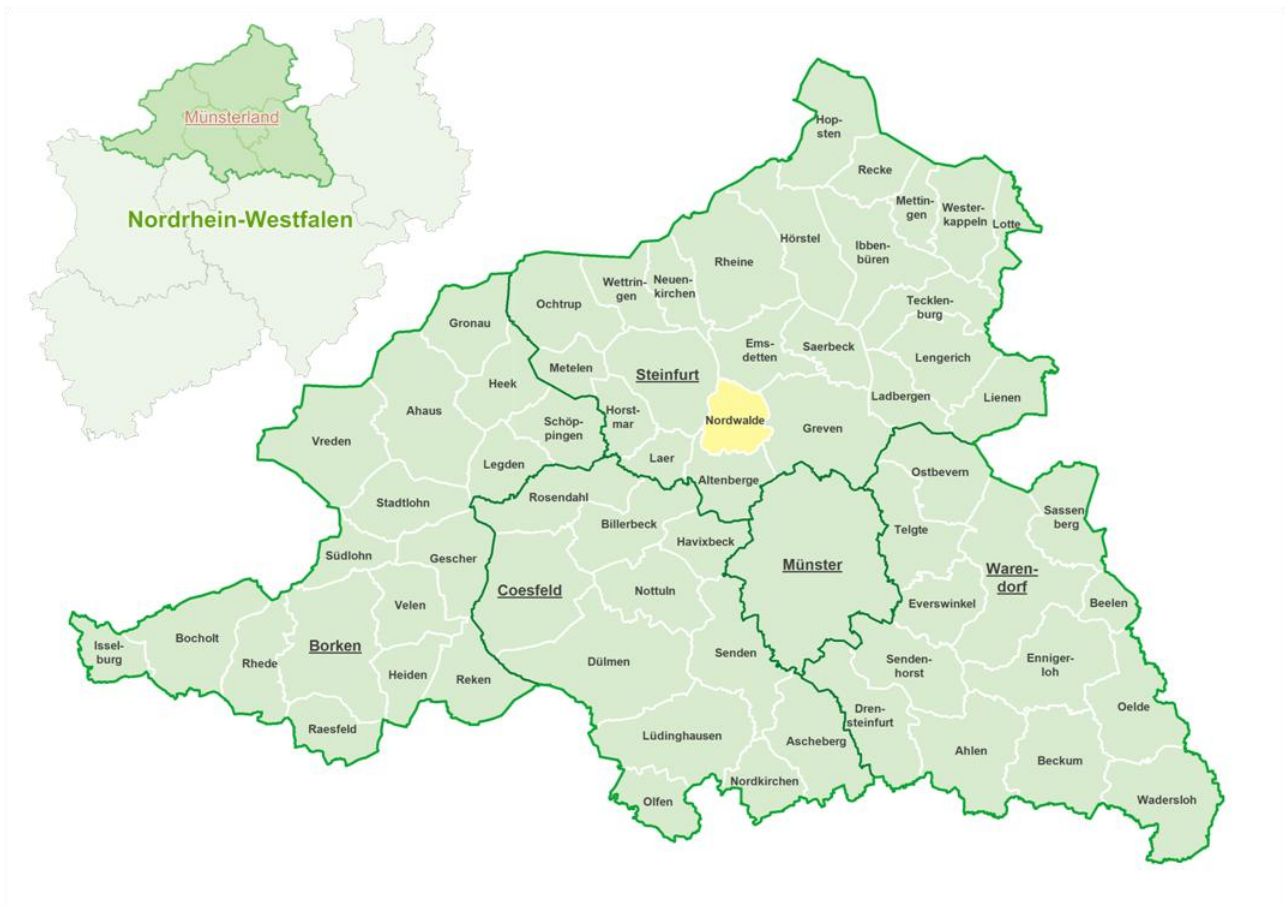 Münsterland
Nordrhein-Westfalen
Hop-
sten
Recke
Mettin-
gen
Wester-
kappeln
Lotte
Hörstel
Ibben-
büren
Rheine
Neuen-
kirchen
Wettrin-
gen
Ochtrup
Tecklen-
burg
Gronau
Ems-
detten
Saerbeck
Lengerich
Metelen
Steinfurt
Heek
Ladbergen
Lienen
Ahaus
Horst-
mar
Nordwalde
Greven
Schöp-
pingen
Vreden
Laer
Legden
Altenberge
Ostbevern
Stadtlohn
Rosendahl
Sassen
berg
Billerbeck
Telgte
Havixbeck
Südlohn
Gescher
Münster
Waren-
dorf
Coesfeld
Nottuln
Velen
Everswinkel
Beelen
Issel-
burg
Bocholt
Rhede
Borken
Senden
Dülmen
Senden-
horst
Enniger-
loh
Heiden
Reken
Oelde
Raesfeld
Dren-
steinfurt
Lüdinghausen
Ascheberg
Ahlen
Beckum
Nordkirchen
Olfen
Wadersloh